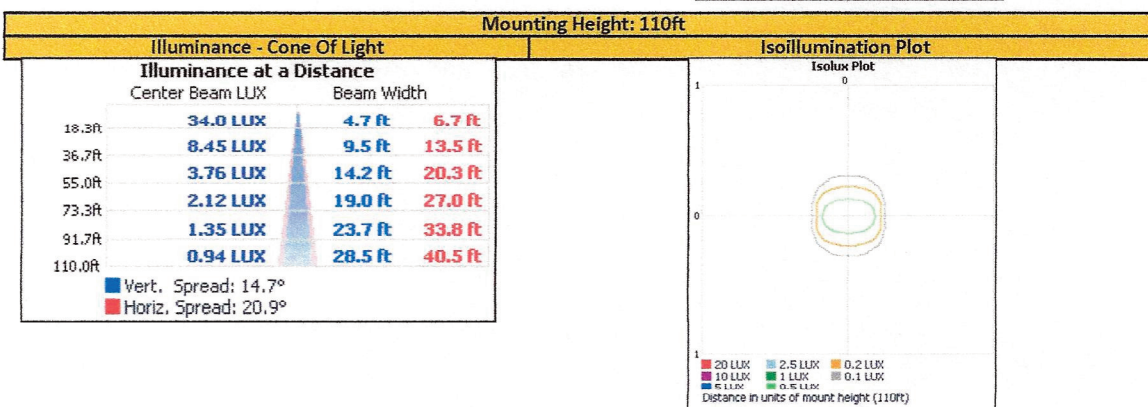 Mounting Height: 110ft
Illuminance - Cone Of Light
Isoillumination Plot
Illuminance at a Distance
Center Beam LUX Beam Width
34.0 LUX 4.7 ft 6.7 ft
18.3ft
8.45 LUX 9.5 ft 13.5 ft
36.7ft
3.76 LUX 14.2 ft 20.3 ft
55.0ft
2.12 LUX 19.0 ft 27.0 ft
73.3ft
1.35 LUX 23.7 ft 33.8 ft
91.7ft
0.94 LUX 28.5 ft 40.5 ft
110.0ft
Vert. Spread: 14.7°
Horiz. Spread: 20.9°
Isolux Plot
0
1
0
1
20 LUX 2.5 LUX 0.2 LUX
10 LUX 1 LUX 0.1 LUX
5 LUX 0.5 LUX
Distance in units of mount height (110ft)